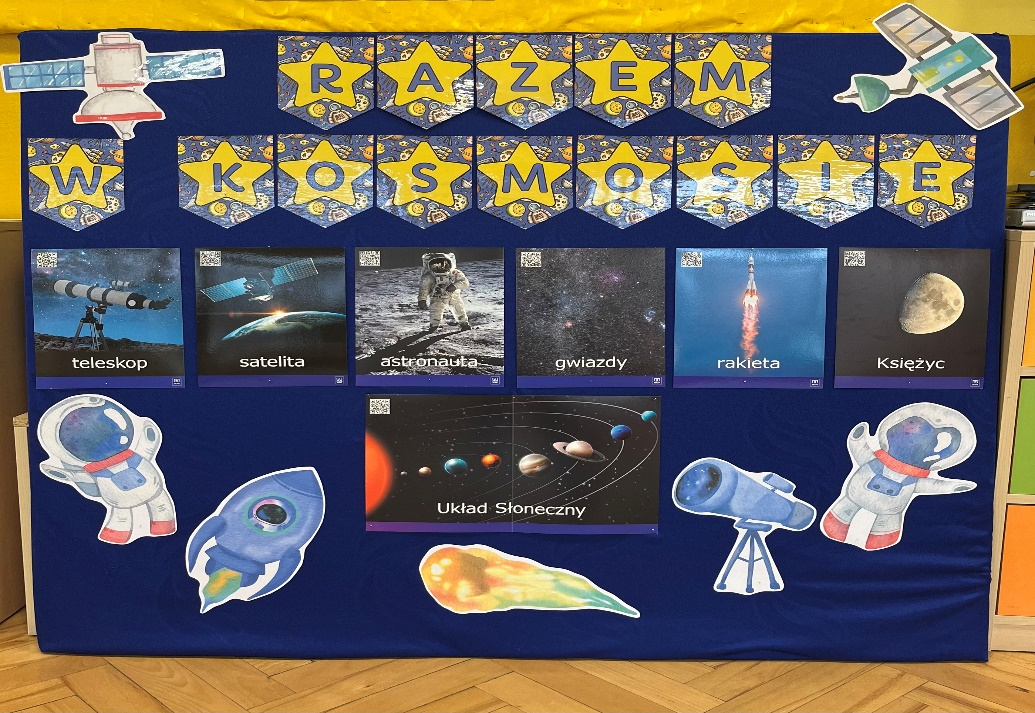 RAZEM
W KOSMOSIE
teleskop
satelita
astronauta
gwiazdy
rakieta
Księżyc
Układ Słoneczny